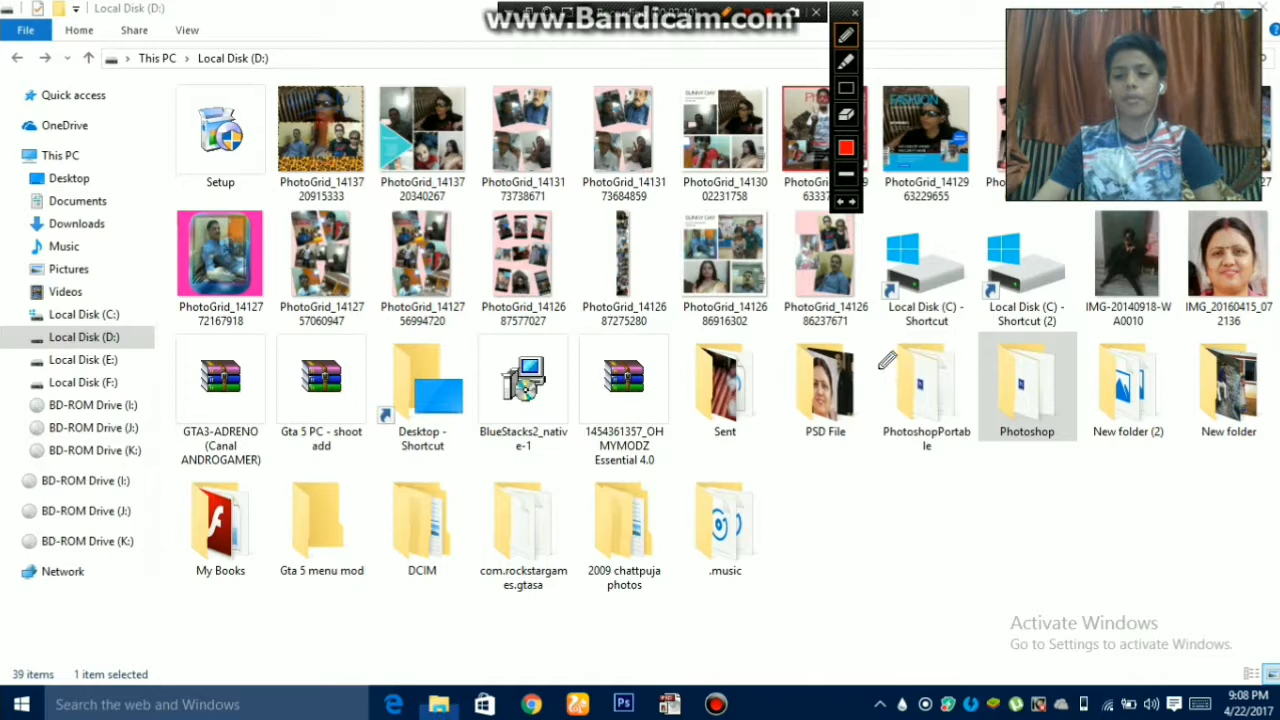 Local Disk (D:)
www.Bandicam.com
File Home Share View
This PC Local Disk (D:)
Quick access
OneDrive
This PC
Desktop
Documents
Downloads
Music
Pictures
Videos
Local Disk (C:)
Local Disk (D:)
Local Disk (E:)
Local Disk (F:)
BD-ROM Drive (I:)
BD-ROM Drive (J:)
BD-ROM Drive (K:)
BD-ROM Drive (I:)
BD-ROM Drive (J:)
BD-ROM Drive (K:)
Network
Setup
PhotoGrid_14137
20915333
PhotoGrid_14137
20340267
PhotoGrid_14131
73738671
PhotoGrid_14131
73684859
PhotoGrid_14130
02231758
PhotoGrid_14129
63229655
PhotoGrid_14127
72167918
PhotoGrid_14127
57060947
PhotoGrid_14127
56994720
PhotoGrid_14126
87577027
PhotoGrid_14126
87275280
PhotoGrid_14126
86916302
PhotoGrid_14126
86237671
Local Disk (C) -
Shortcut
Local Disk (C) -
Shortcut (2)
IMG-20140918-W
A0010
IMG_20160415_07
2136
GTA3-ADRENO
(Canal
ANDROGAMER)
Gta 5 PC - shoot
add
Desktop -
Shortcut
BlueStacks2_nativ
e-1
1454361357_OH
MYMODZ
Essential 4.0
Sent
PSD File
PhotoshopPortab
le
Photoshop
New folder (2)
New folder
My Books
Gta 5 menu mod
DCIM
com.rockstargam
es.gtasa
2009 chattpuja
photos
.music
SUNNY DAY
FASHION
SUNNY DAY
Activate Windows
Go to Settings to activate Windows.
39 items 1 item selected
Search the web and Windows
Ps
9:08 PM
4/22/2017